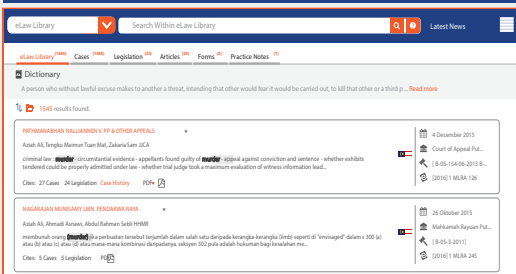 eLaw Library
Search Within eLaw Library
Latest News
eLaw Library (1545) Cases (1495) Legislation (23) Articles (24) Forms (2) Practice Notes (1)
Dictionary
A person who without lawful excuse makes to another a threat, intending that other would fear it would be carried out, to kill that other or a third p... Read more
1545 results found.
PATHMANABHAN NALLIANNEN V. PP & OTHER APPEALS
Aziah Ali, Tengku Maimun Tuan Mat, Zakaria Sam JJCA
criminal law : murder - circumstantial evidence - appellants found guilty of murder - appeal against conviction and sentence - whether exhibits
tendered could be properly admitted under law - whether trial judge took a maximum evaluation of witness information lead...
Cites: 27 Cases 24 Legislation Case History PDF
4 December 2015
Court of Appeal Put...
[ B-05-154-06-2013 B-...
[2016] 1 MLRA 126
NAGARAJAN MUNISAMY LWN. PENDAKWA RAYA
Aziah Ali, Ahmadi Asnawi, Abdul Rahman Sebli HHMR
membunuh orang (murder) jika perbuatan tersebut terjumlah dalam salah satu daripada kerangka-kerangka (limb) seperti di "envisaged" dalam s 300 (a)
atau (b) atau (c) atau (d) atau mana-mana kombinasi daripadanya. seksyen 302 pula adalah hukuman bagi kesalahan me...
Cites: 5 Cases 5 Legislation PDF
26 Oktober 2015
Mahkamah Rayuan Put...
[ B-05-3-2011]
[2016] 1 MLRA 245